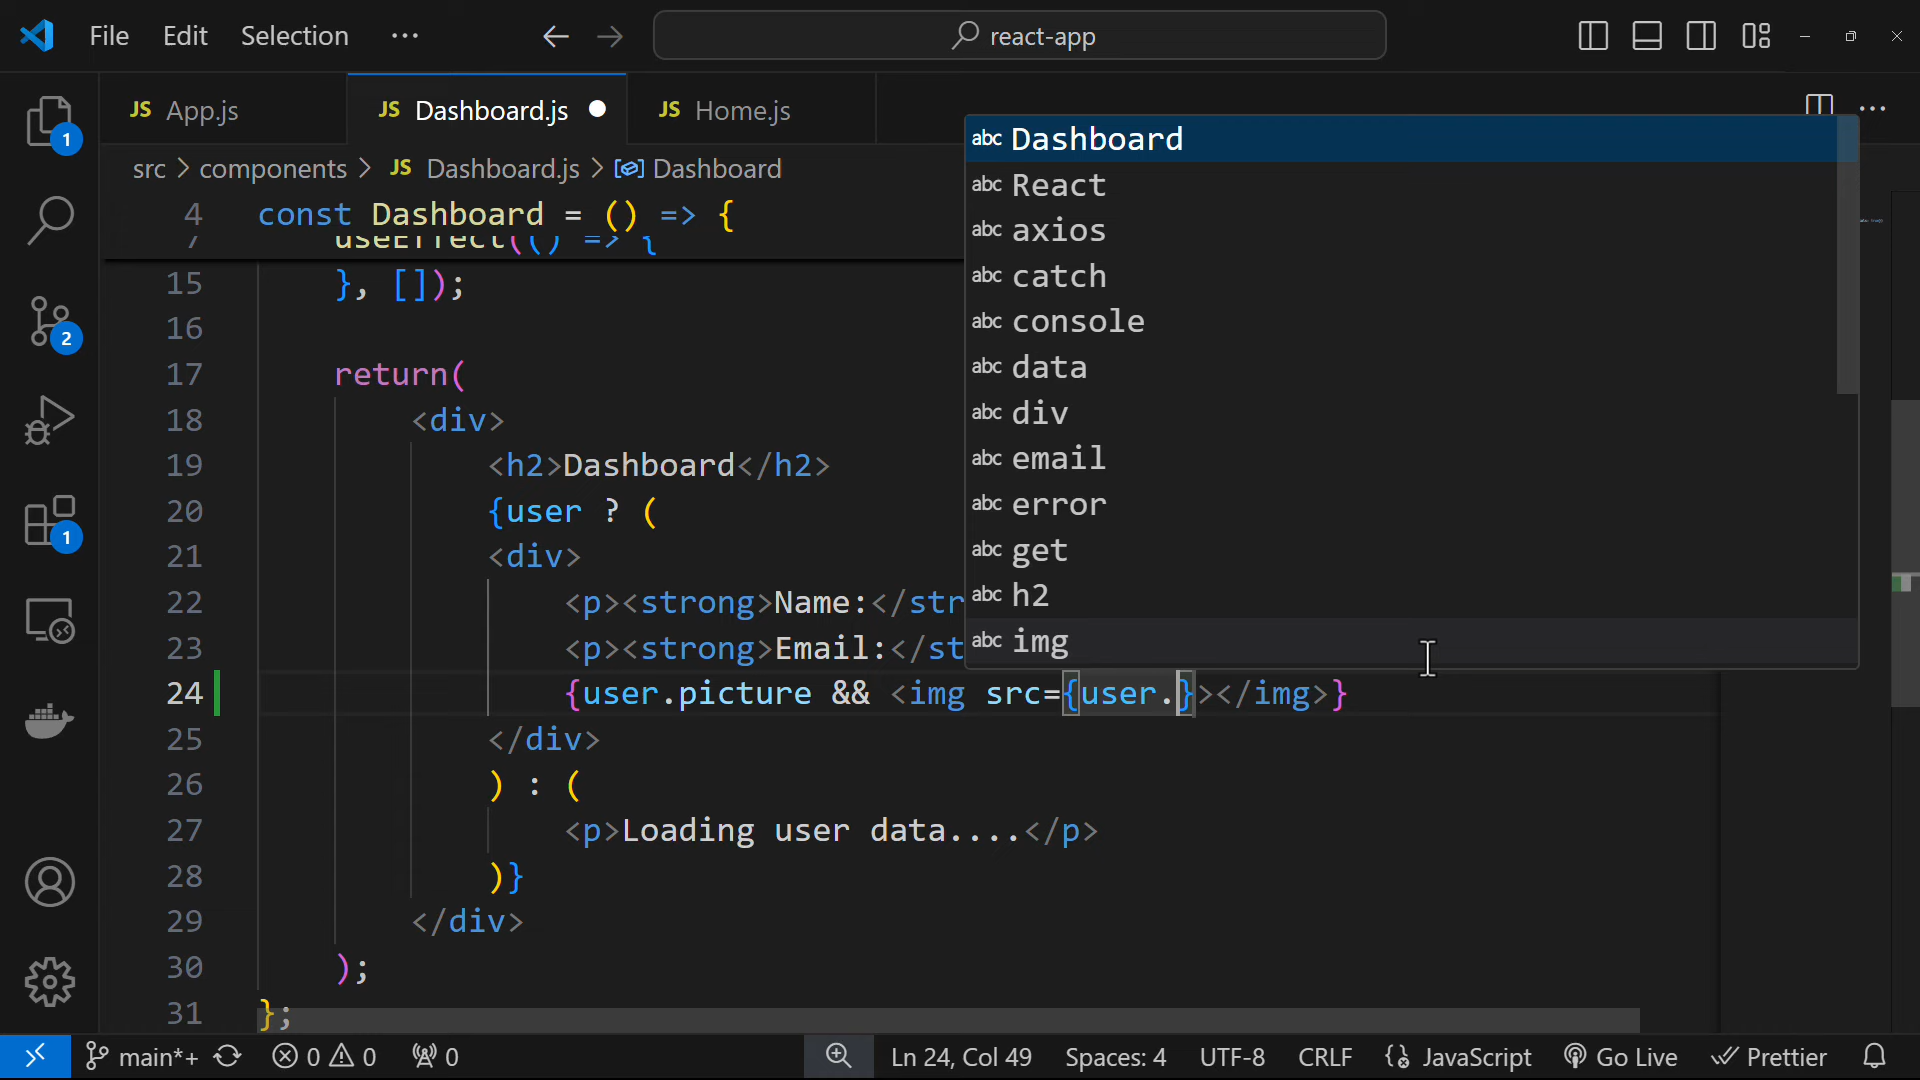 File Edit Selection ··· react-app
JS App.js JS Dashboard.js JS Home.js
src > components > JS Dashboard.js > Dashboard
4 const Dashboard = () => {
7 useEffect(() => {
15 }, []);
16
17 return(
18 <div>
19 <h2>Dashboard</h2>
20 {user ? (
21 <div>
22 <p><strong>Name:</str
23 <p><strong>Email:</st
24 {user.picture && <img src={user.}></img>}
25 </div>
26 ) : (
27 <p>Loading user data....</p>
28 )}
29 </div>
30 );
31 };
abc Dashboard
abc React
abc axios
abc catch
abc console
abc data
abc div
abc email
abc error
abc get
abc h2
abc img
1
2
1
main*+ 0 0 0 Ln 24, Col 49 Spaces: 4 UTF-8 CRLF {} JavaScript Go Live Prettier